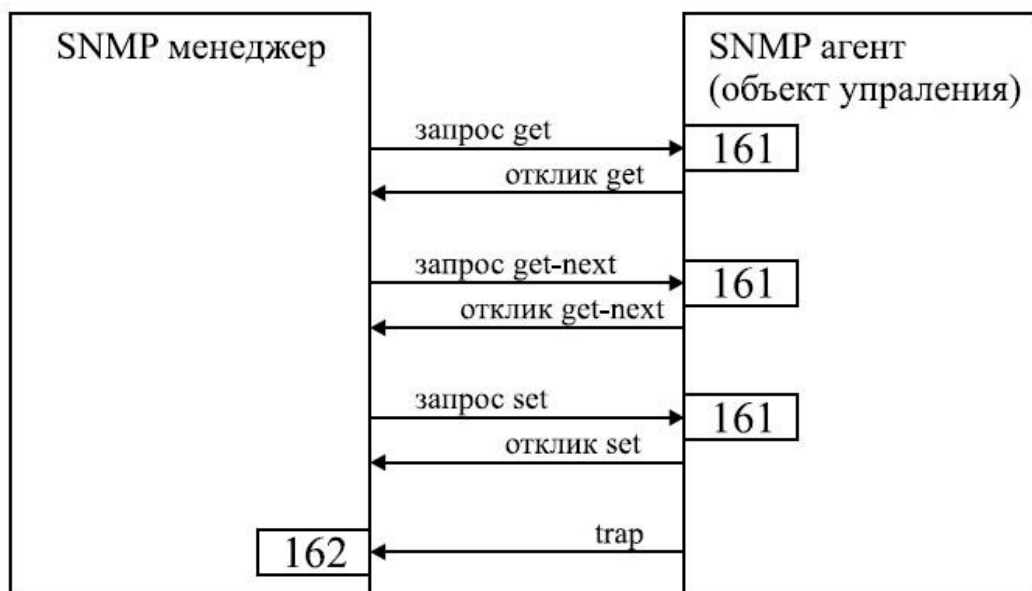 SNMP менеджер
SNMP агент
(объект упраления)
запрос get
161
отклик get
запрос get-next
161
отклик get-next
запрос set
161
отклик set
trap
162